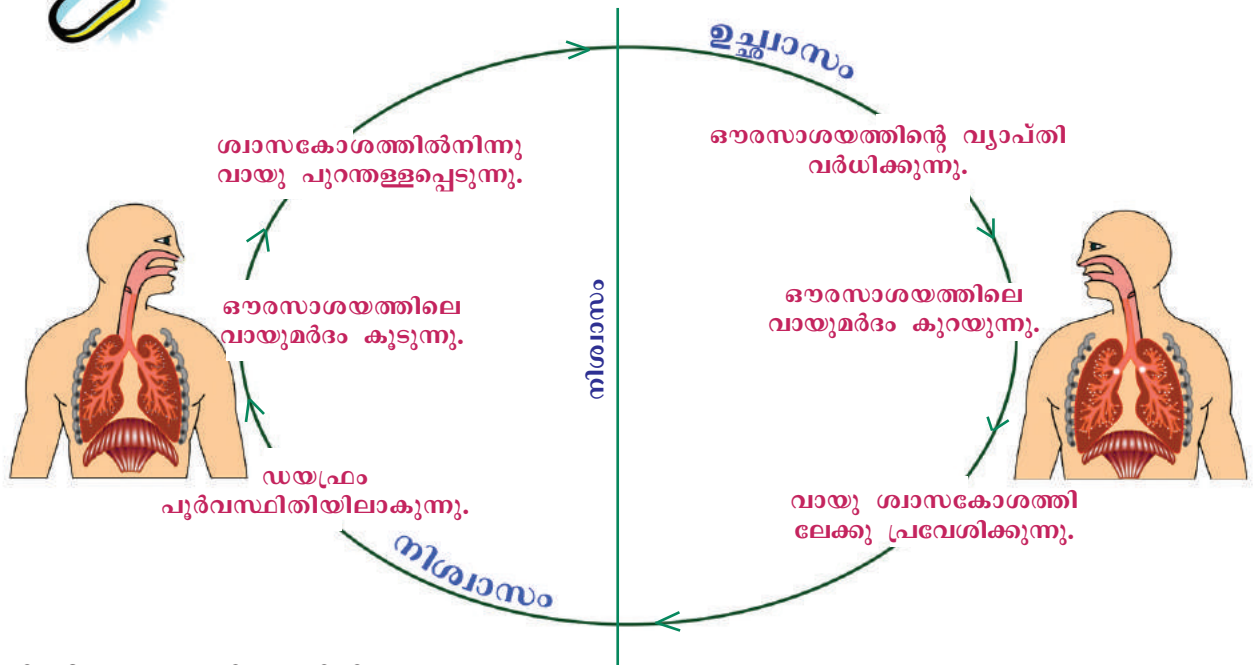 ഉച്ഛ്വാസം
ഔരസാശയത്തിന്റെ വ്യാപ്തി
വർധിക്കുന്നു.
ഔരസാശയത്തിലെ
വായുമർദം കുറയുന്നു.
വായു ശ്വാസകോശത്തി
ലേക്കു പ്രവേശിക്കുന്നു.
നിശ്വാസം
ഡയഫ്രം
പൂർവസ്ഥിതിയിലാകുന്നു.
ഔരസാശയത്തിലെ
വായുമർദം കൂടുന്നു.
ശ്വാസകോശത്തിൽനിന്നു
വായു പുറന്തള്ളപ്പെടുന്നു.
നിശ്വാസം